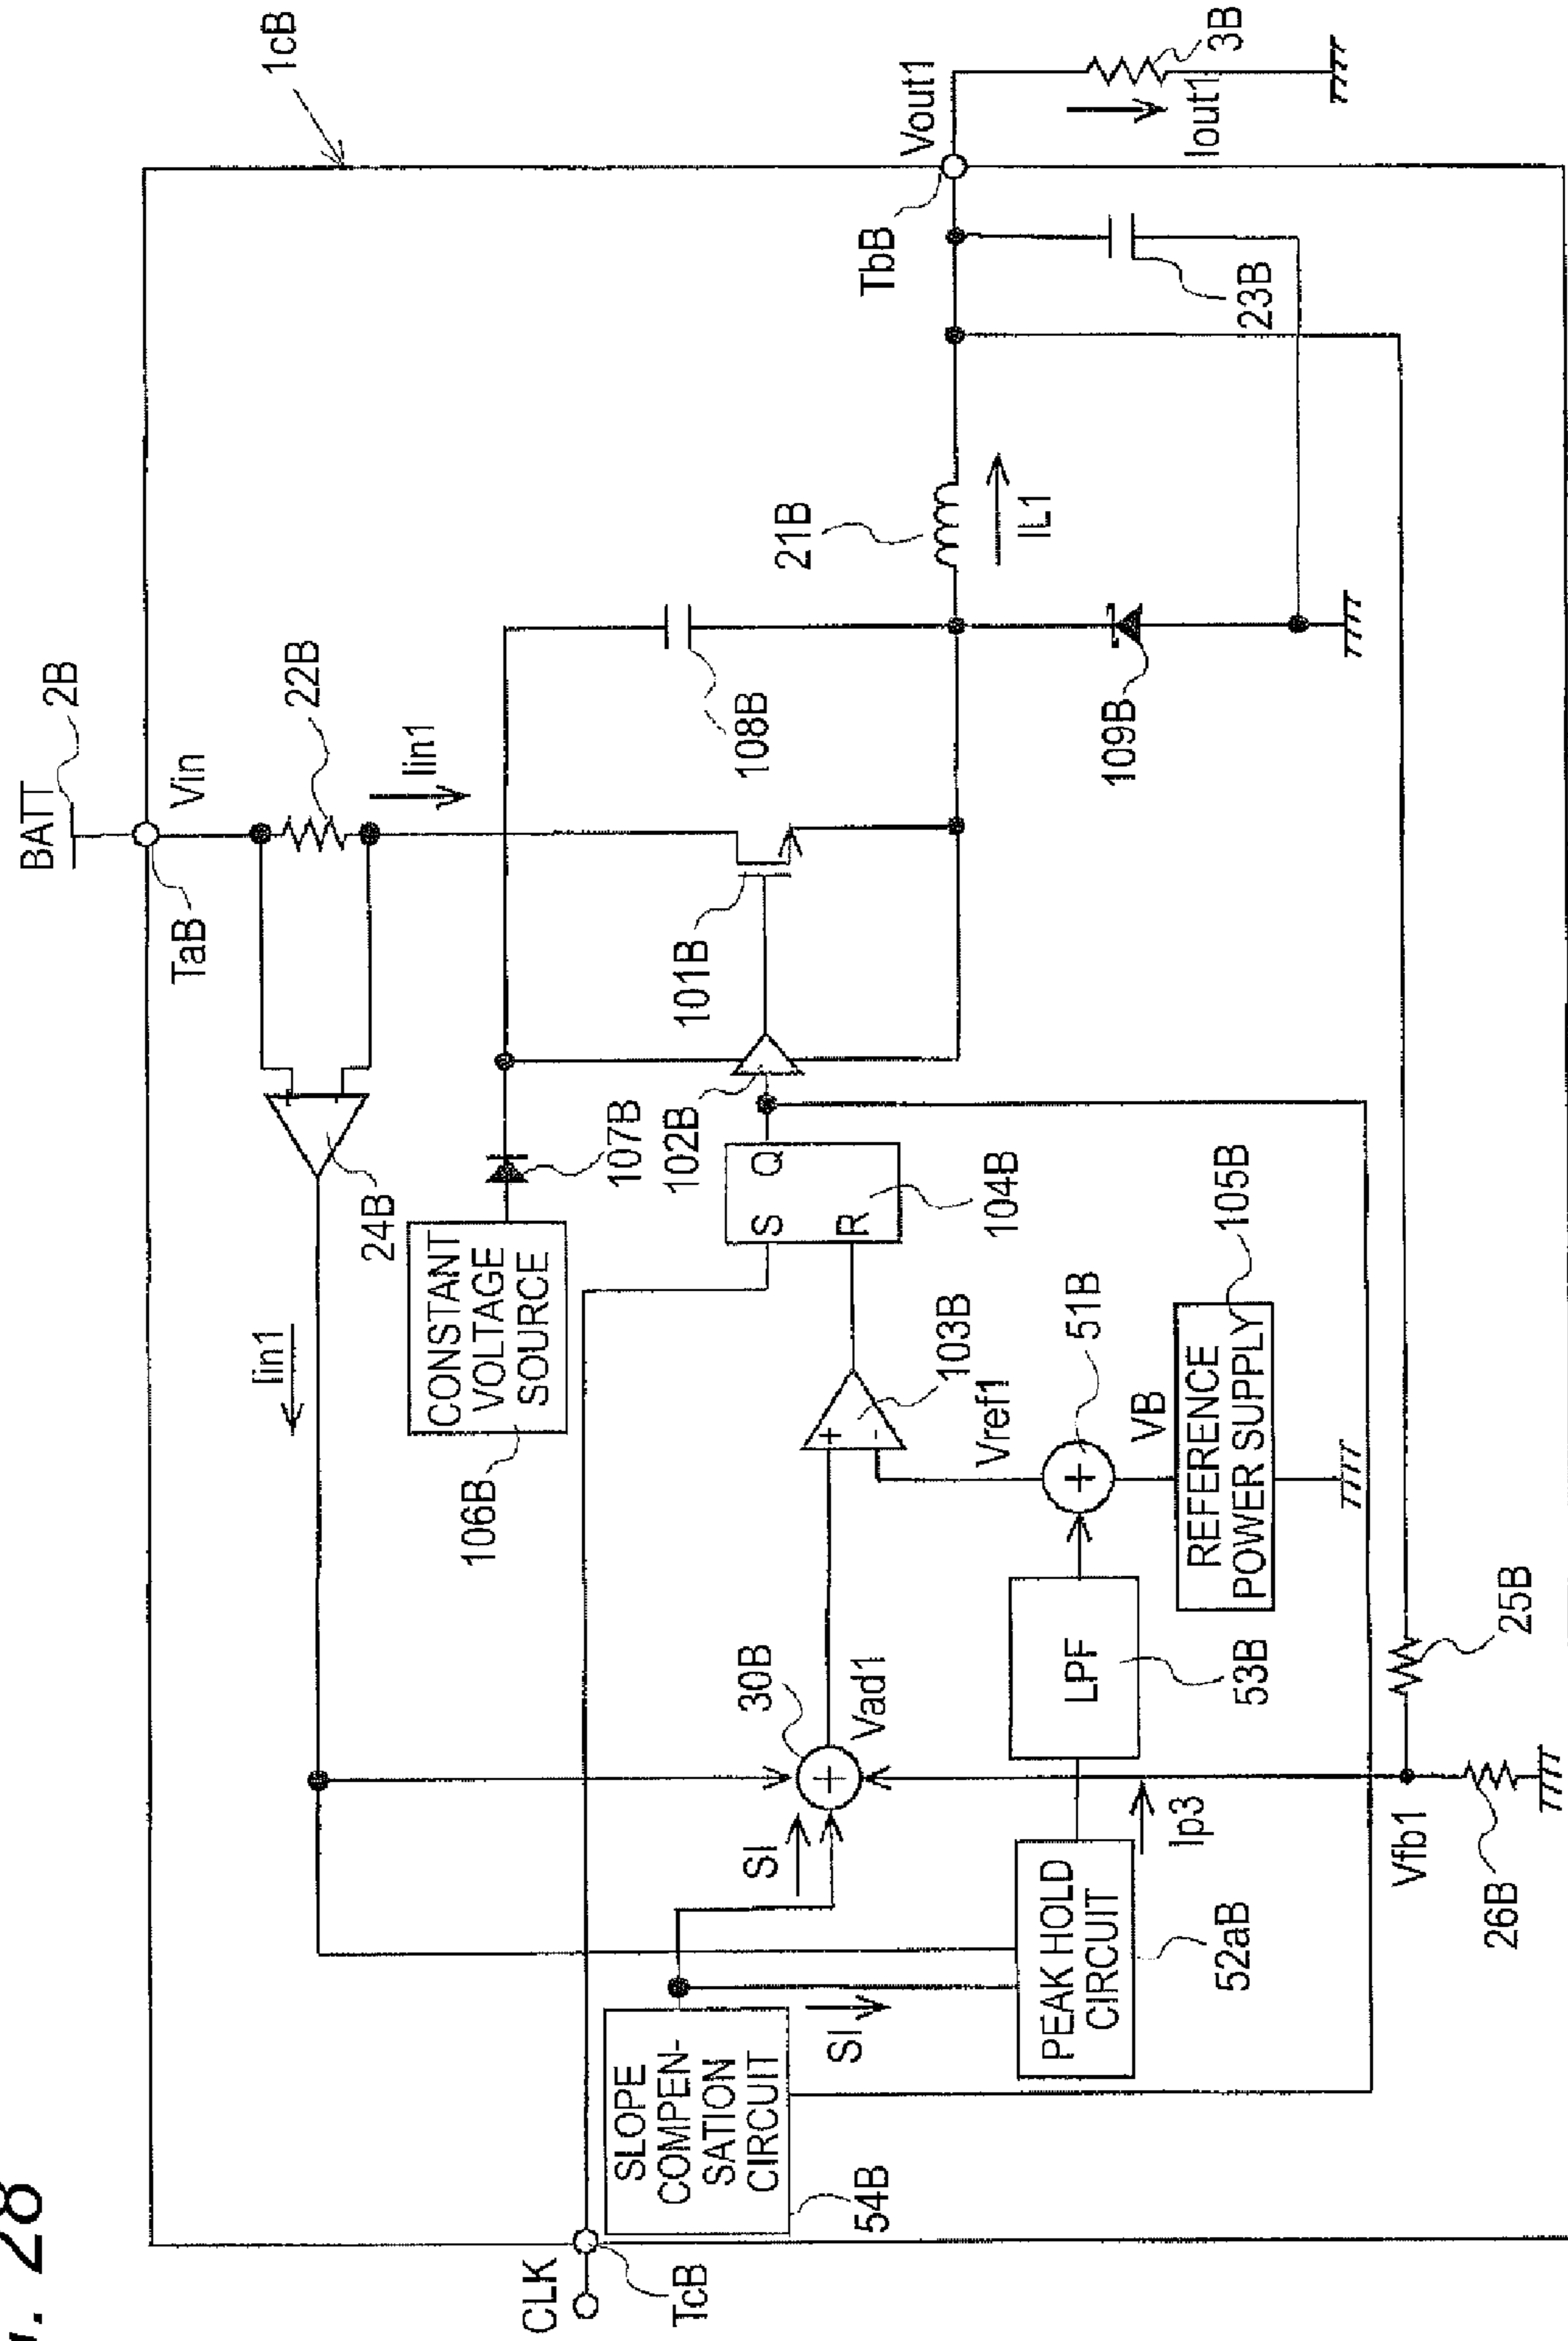 . 28
BATT
2B
1cB
TaB
Vin
22B
Iin1
Iin1
24B
CONSTANT
VOLTAGE
SOURCE
106B
107B
102B
101B
108B
21B
IL1
TbB
Vout1
3B
Iout1
23B
109B
CLK
TcB
S
Q
R
104B
SLOPE
COMPEN-
SATION
CIRCUIT
54B
SI
SI
30B
Vad1
+
-
+
103B
Vref1
+
51B
VB
REFERENCE
POWER SUPPLY
105B
LPF
53B
PEAK HOLD
CIRCUIT
52aB
Ip3
Vfb1
25B
26B